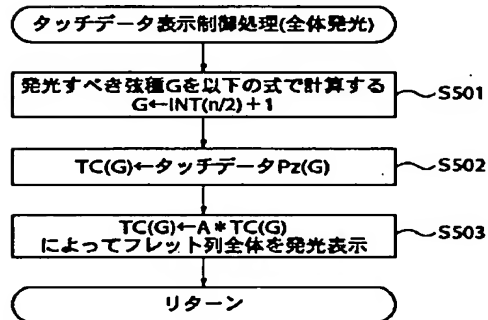 タッチデータ表示制御処理(全体発光)
発光すべき弦種Gを以下の式で計算する
G←INT(n/2)+1
S501
TC(G)←タッチデータPz(G)
S502
TC(G)←A*TC(G)
によってフレット列全体を発光表示
S503
リターン